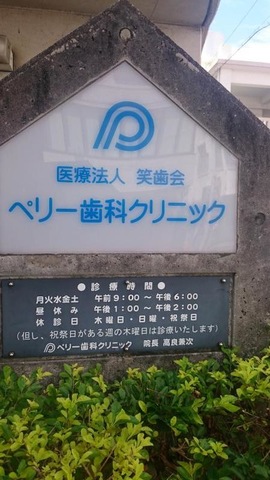 医療法人 笑歯会
ペリー歯科クリニック
●診療時間●
月火水金土 午前9:00~午後6:00
昼休み 午後1:00~午後2:00
休診日 木曜日・日曜・祝祭日
(但し、祝祭日がある週の木曜日は診療いたします)
ペリー歯科クリニック 院長 高良兼次